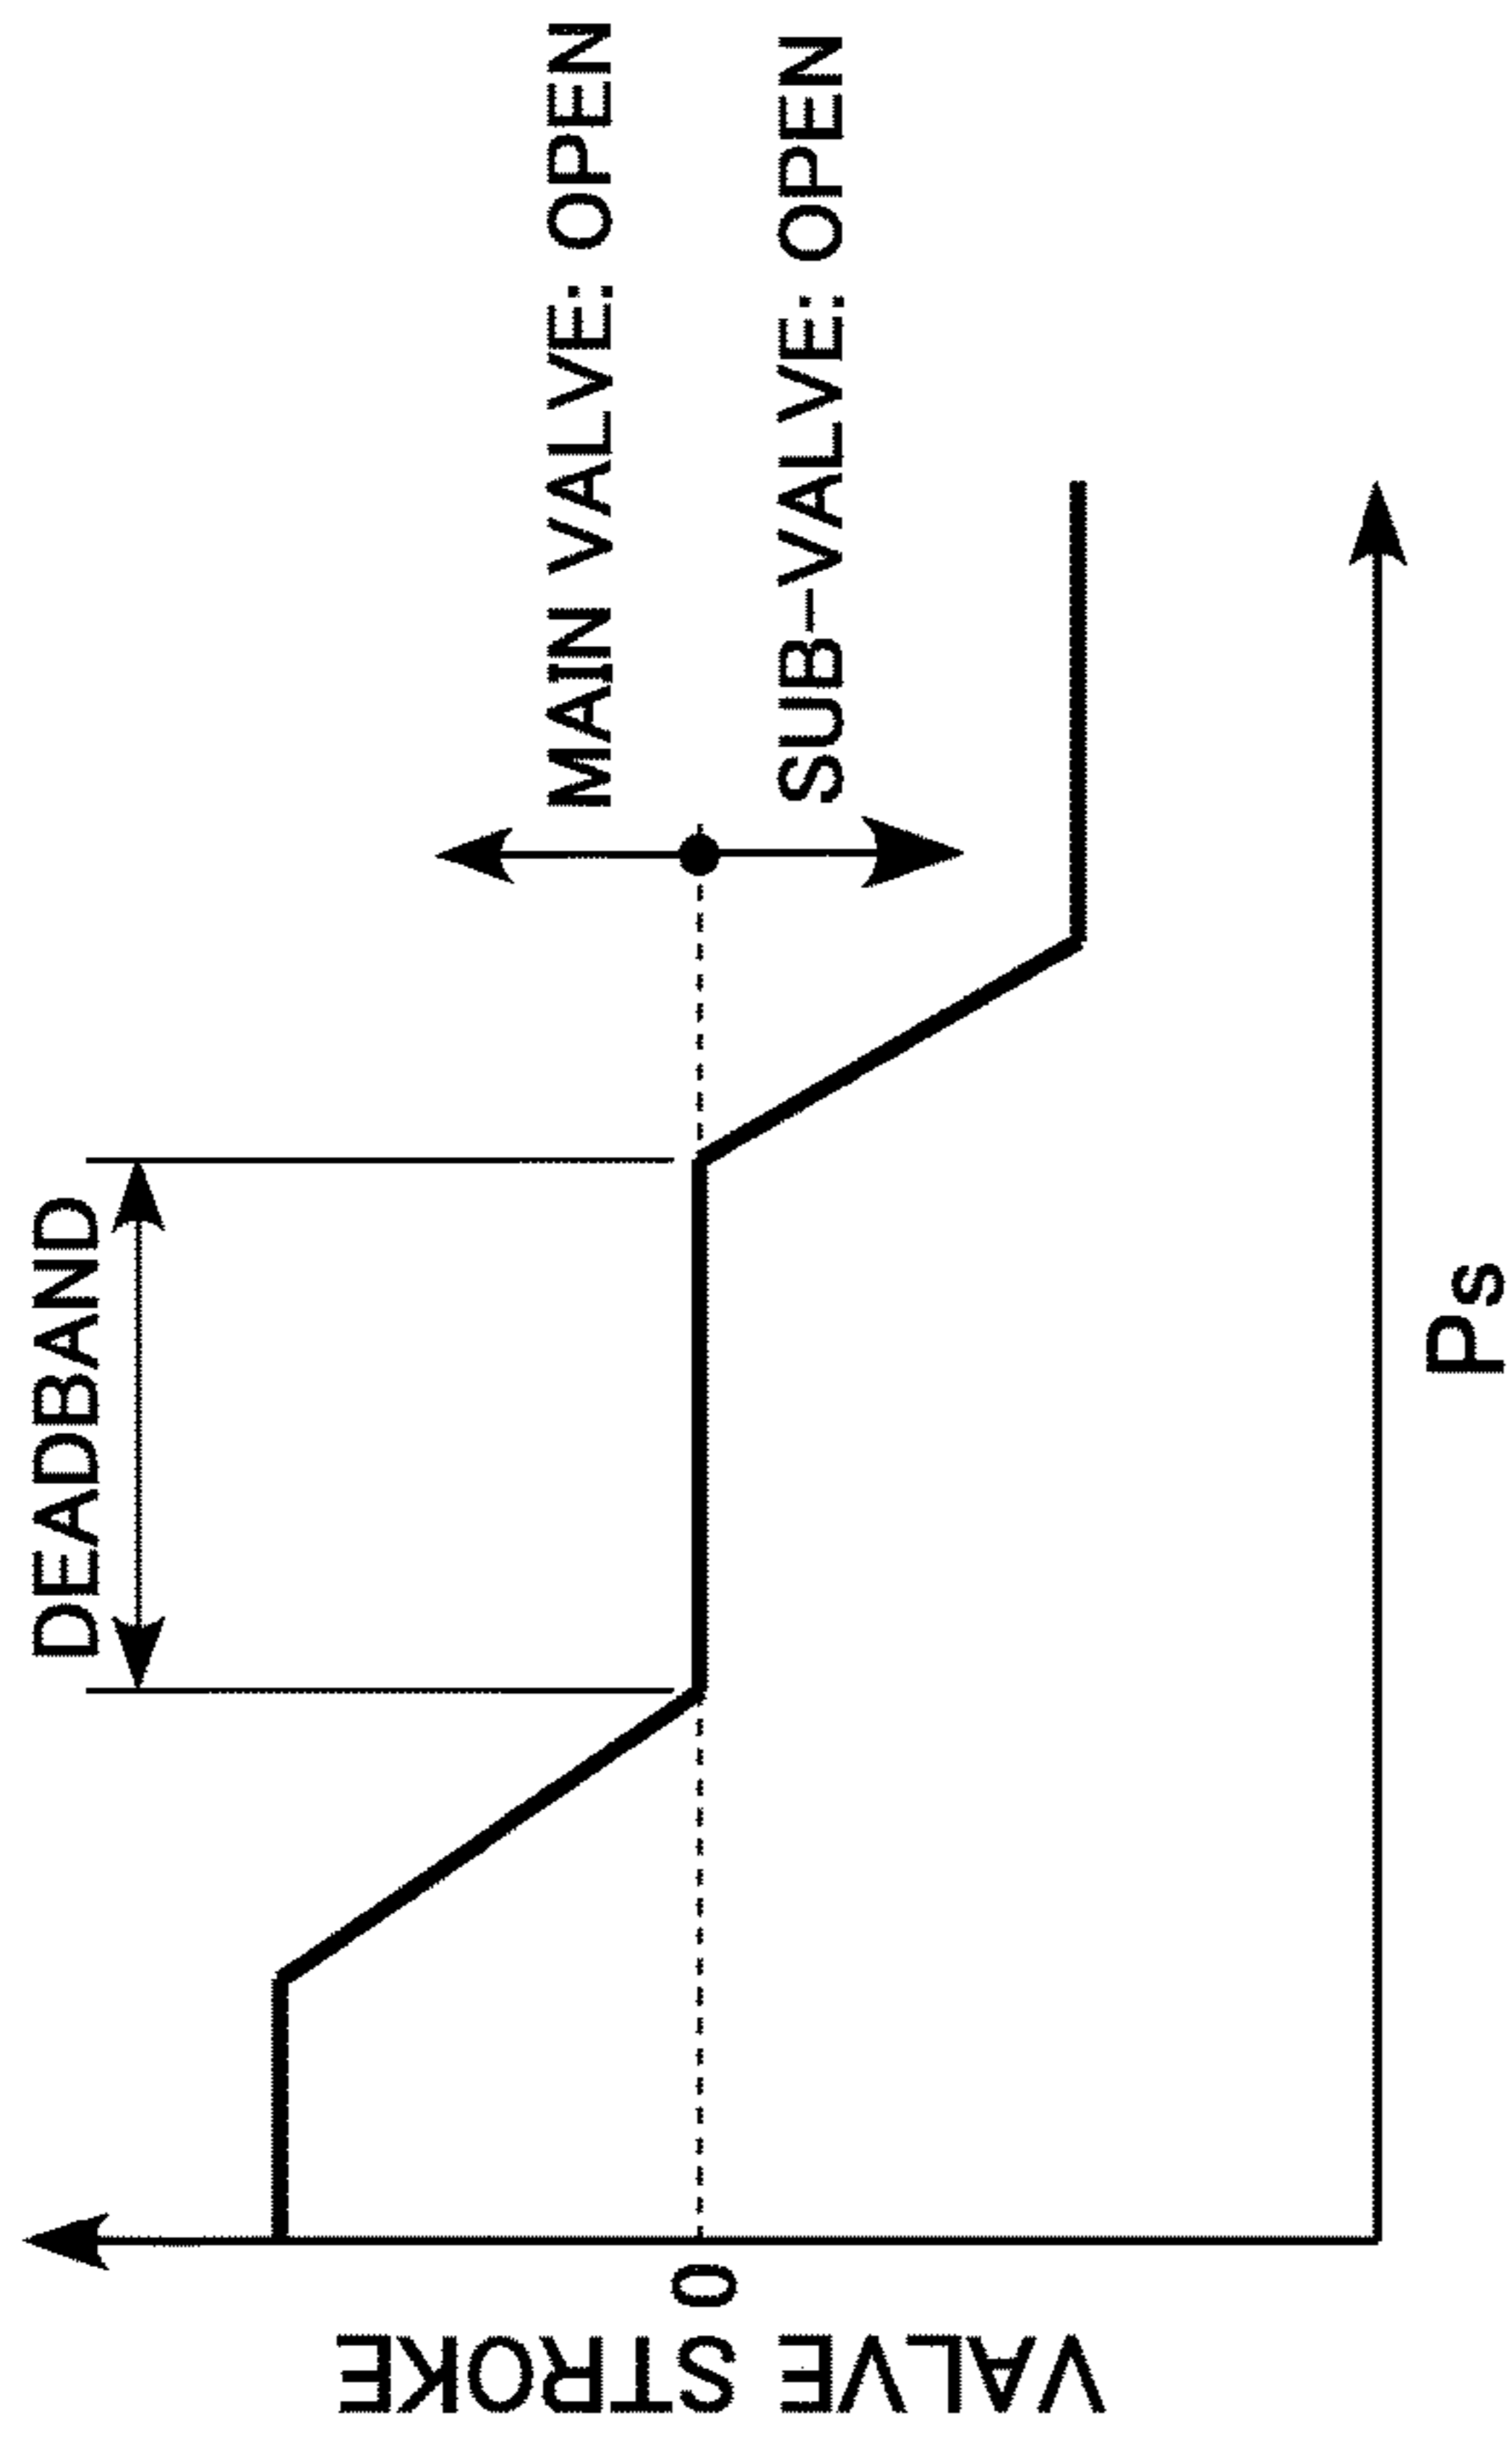 DEADBAND
MAIN VALVE: OPEN
SUB-VALVE: OPEN
VALVE STROKE
0
Ps